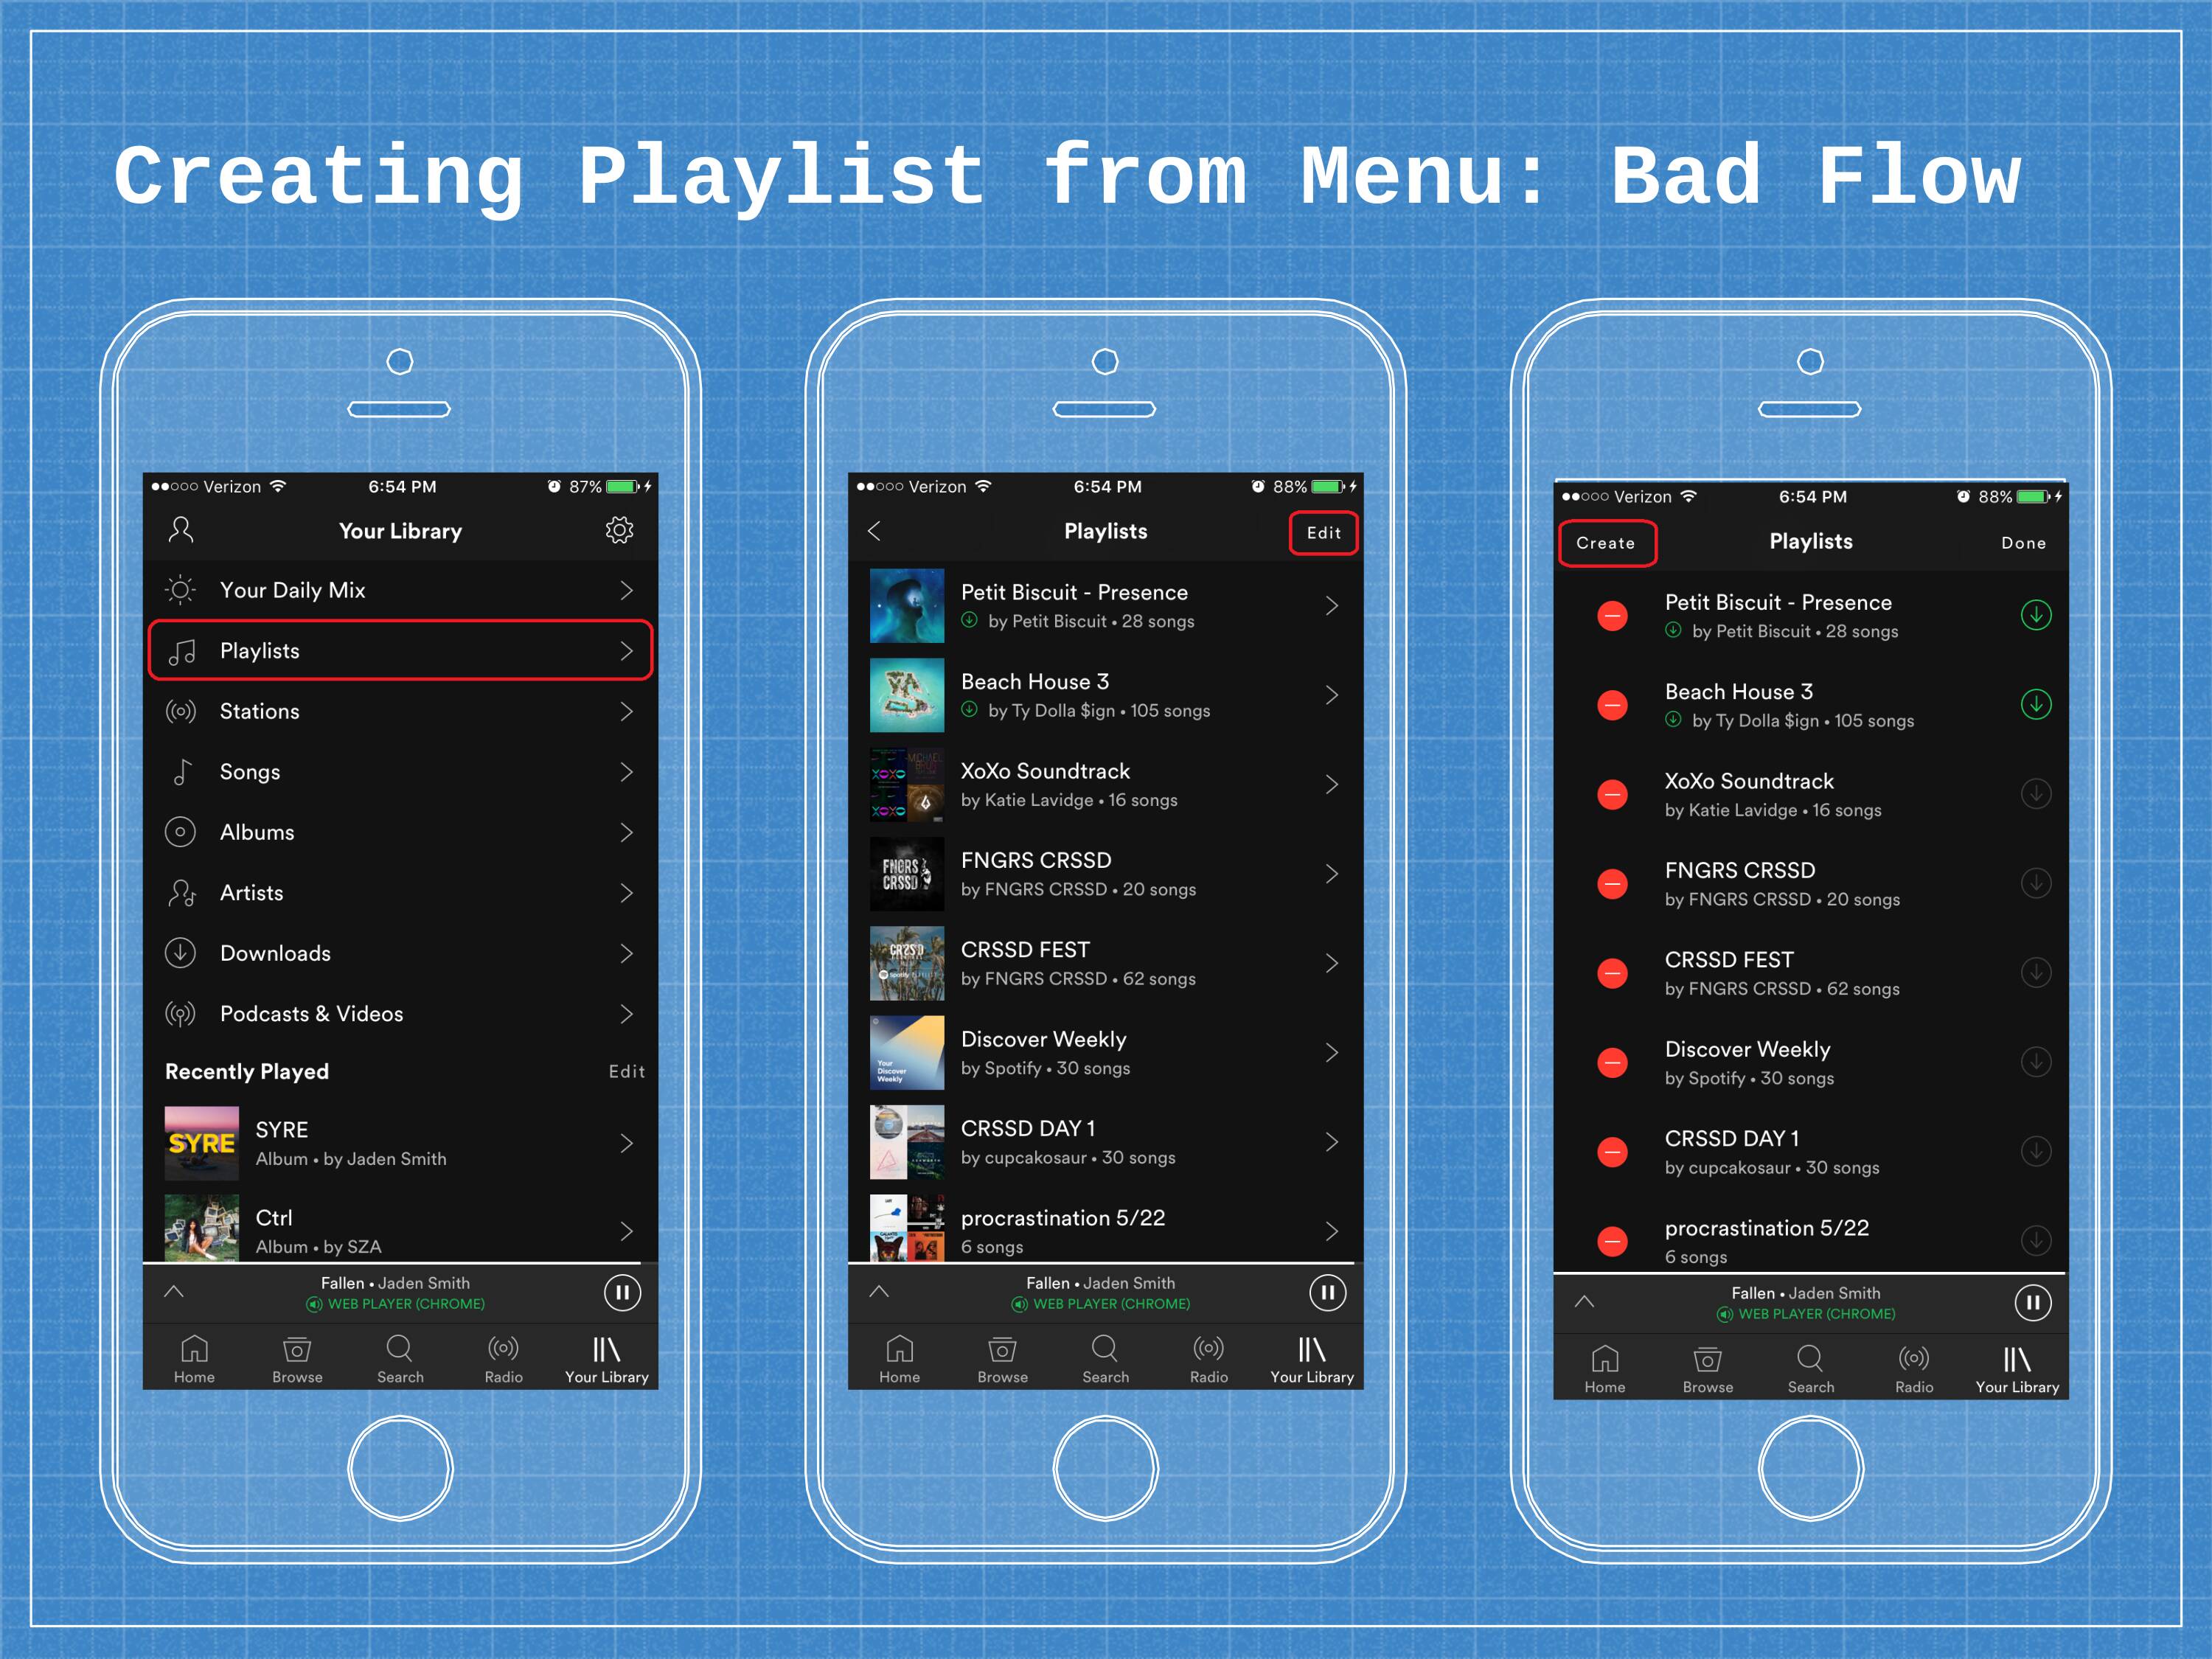 Creating Playlist from Menu: Bad Flow
Verizon 6:54 PM 87%
Your Library
Your Daily Mix
Playlists
Stations
Songs
Albums
Artists
Downloads
Podcasts & Videos
Recently Played Edit
SYRE
SYRE
Album • by Jaden Smith
Ctrl
Album • by SZA
Fallen • Jaden Smith
WEB PLAYER (CHROME)
Home Browse Search Radio Your Library
Verizon 6:54 PM 88%
Playlists Edit
Petit Biscuit - Presence
by Petit Biscuit • 28 songs
Beach House 3
by Ty Dolla $ign • 105 songs
XOXO
XOXO
XoXo Soundtrack
by Katie Lavidge • 16 songs
FNGRS
CRSSD
FNGRS CRSSD
by FNGRS CRSSD • 20 songs
CRSSD
Spotify
CRSSD FEST
by FNGRS CRSSD • 62 songs
Your
Discover
Weekly
Discover Weekly
by Spotify • 30 songs
CRSSD DAY 1
by cupcakosaur • 30 songs
procrastination 5/22
6 songs
Fallen • Jaden Smith
WEB PLAYER (CHROME)
Home Browse Search Radio Your Library
Verizon 6:54 PM 88%
Create Playlists Done
Petit Biscuit - Presence
by Petit Biscuit • 28 songs
Beach House 3
by Ty Dolla $ign • 105 songs
XoXo Soundtrack
by Katie Lavidge • 16 songs
FNGRS CRSSD
by FNGRS CRSSD • 20 songs
CRSSD FEST
by FNGRS CRSSD • 62 songs
Discover Weekly
by Spotify • 30 songs
CRSSD DAY 1
by cupcakosaur • 30 songs
procrastination 5/22
6 songs
Fallen • Jaden Smith
WEB PLAYER (CHROME)
Home Browse Search Radio Your Library